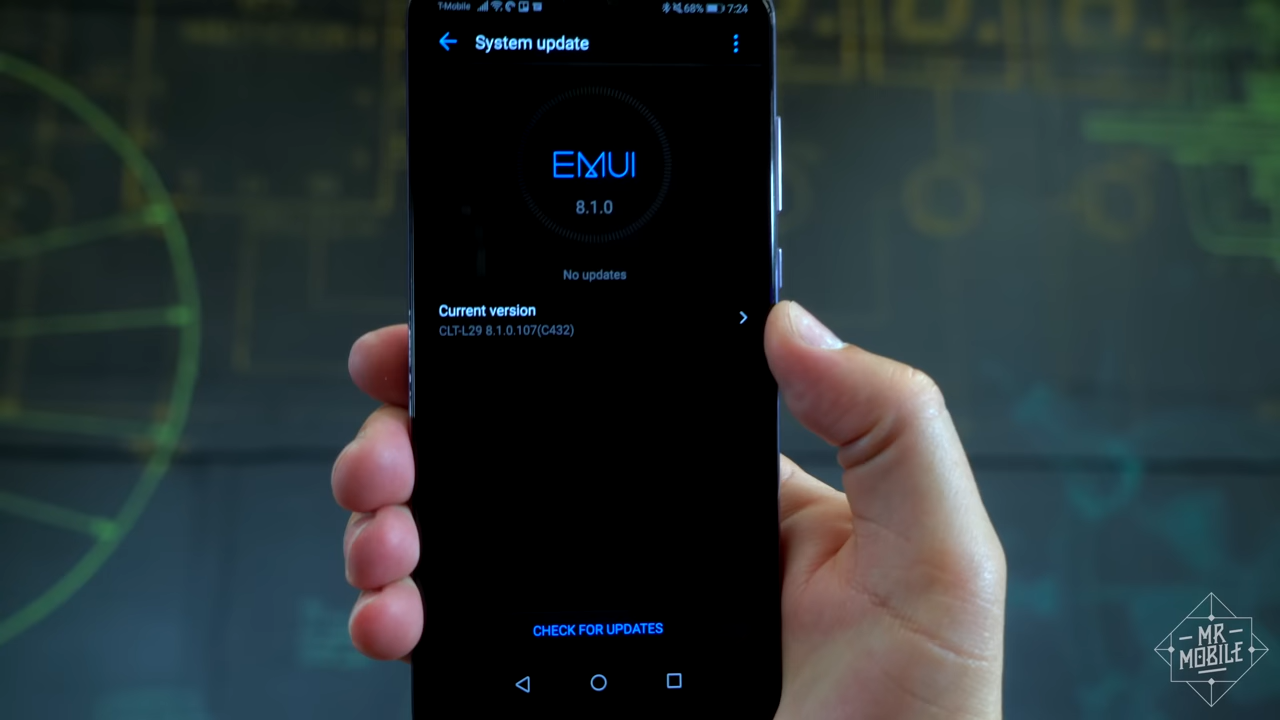 T-Mobile 68% 7:24
System update
EMUI
8.1.0
No updates
Current version
CLT-L29 8.1.0.107(C432)
CHECK FOR UPDATES
MR
MOBILE